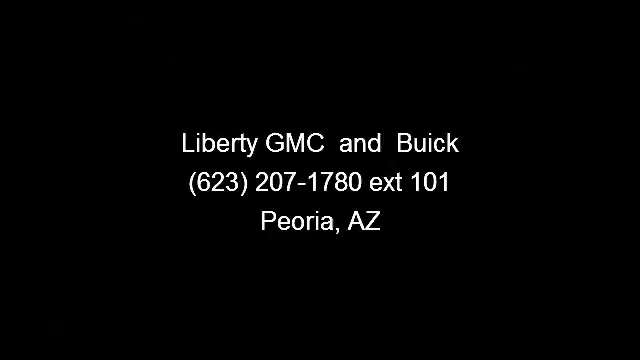 Liberty GMC  and  Buick
(623) 207-1780 ext 101
Peoria, AZ